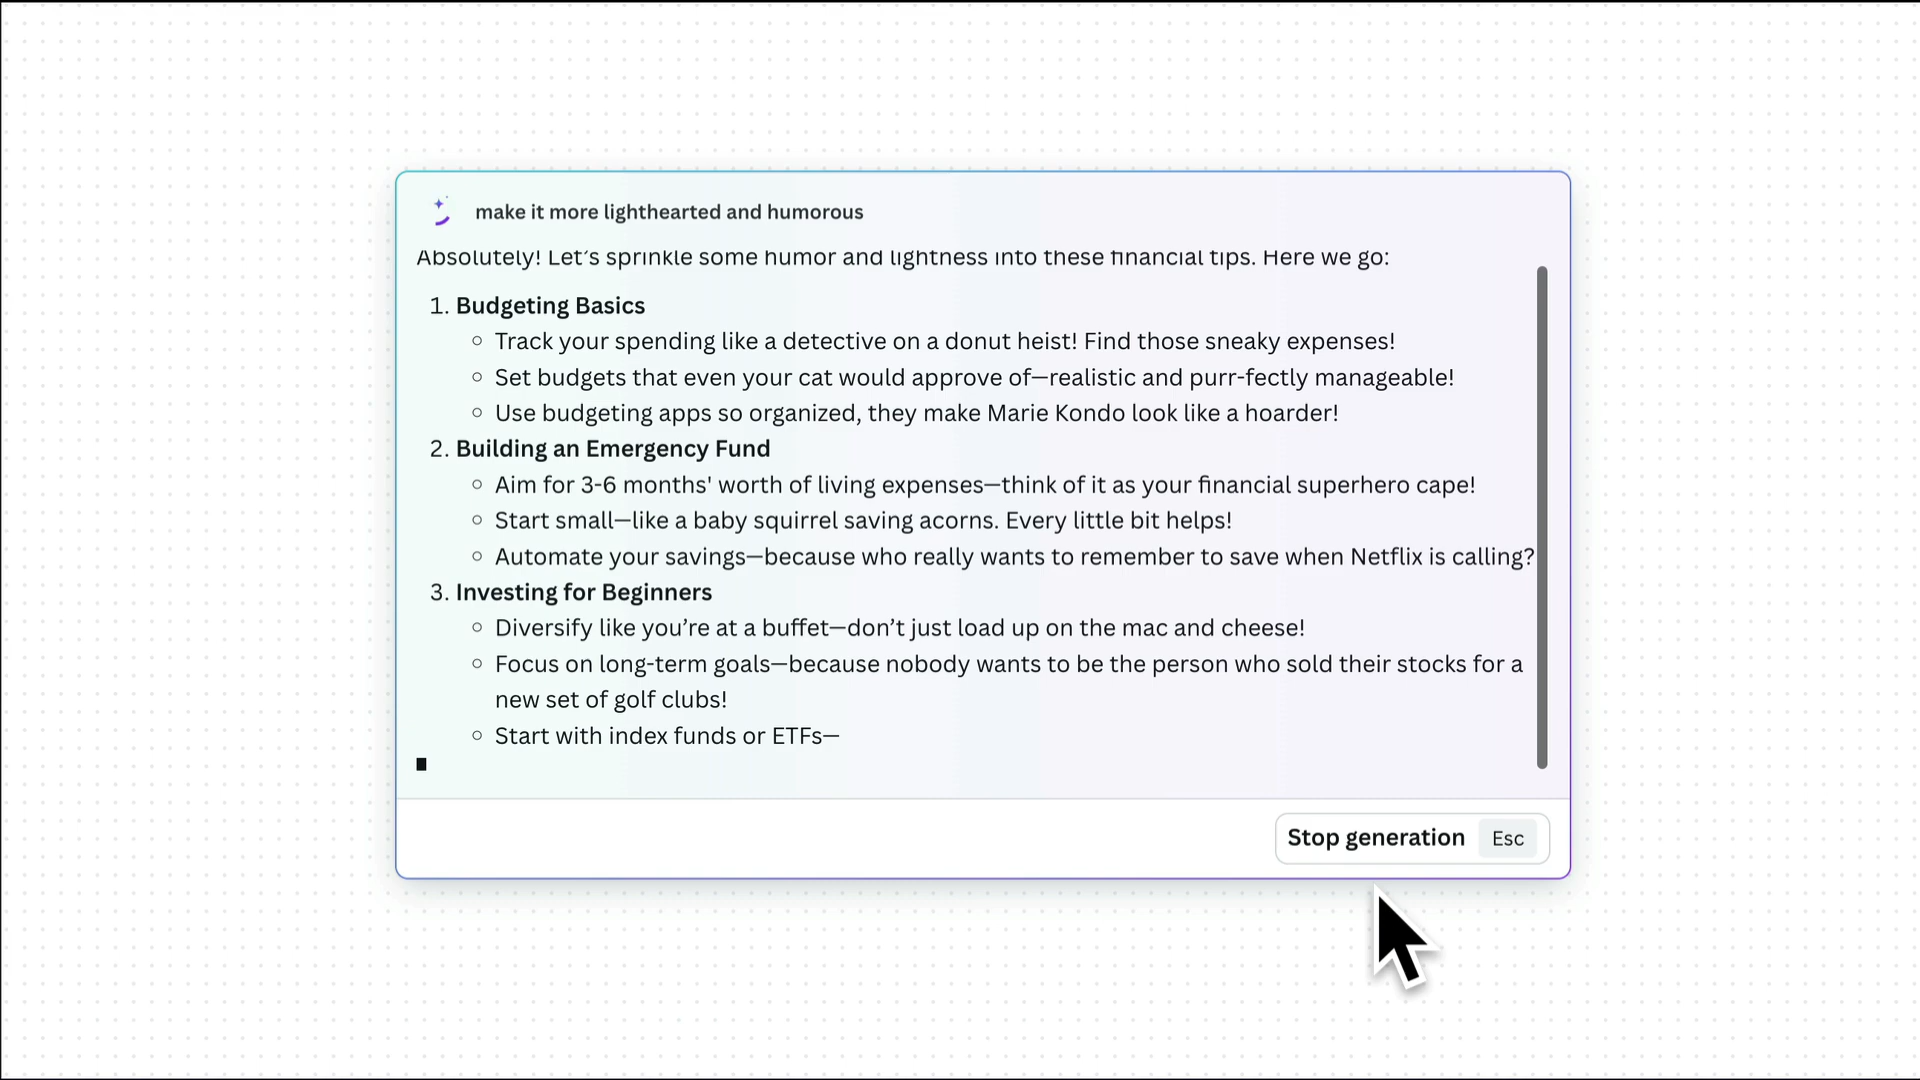 make it more lighthearted and humorous
Absolutely! Let's sprinkle some humor and lightness into these financial tips. Here we go:
1. Budgeting Basics
○ Track your spending like a detective on a donut heist! Find those sneaky expenses!
○ Set budgets that even your cat would approve of—realistic and purr-fectly manageable!
○ Use budgeting apps so organized, they make Marie Kondo look like a hoarder!
2. Building an Emergency Fund
○ Aim for 3-6 months' worth of living expenses—think of it as your financial superhero cape!
○ Start small—like a baby squirrel saving acorns. Every little bit helps!
○ Automate your savings—because who really wants to remember to save when Netflix is calling?
3. Investing for Beginners
○ Diversify like you’re at a buffet—don’t just load up on the mac and cheese!
○ Focus on long-term goals—because nobody wants to be the person who sold their stocks for a
new set of golf clubs!
○ Start with index funds or ETFs—
Stop generation Esc